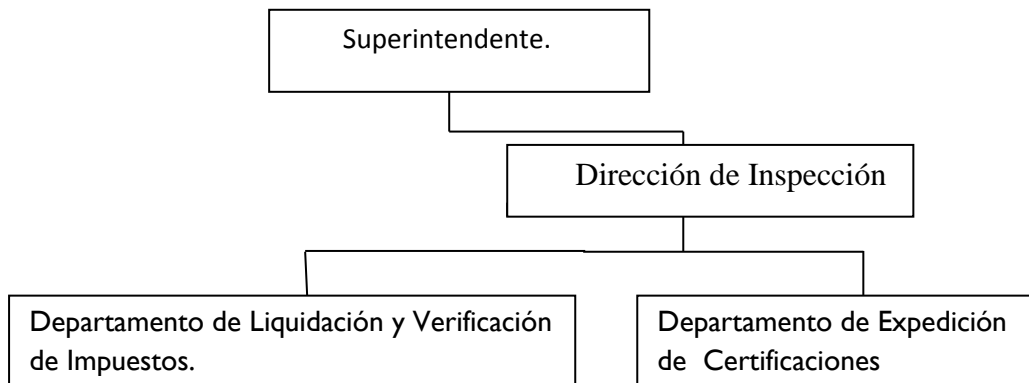 Superintendente.
Dirección de Inspección
Departamento de Liquidación y Verificación
de Impuestos.
Departamento de Expedición
de Certificaciones